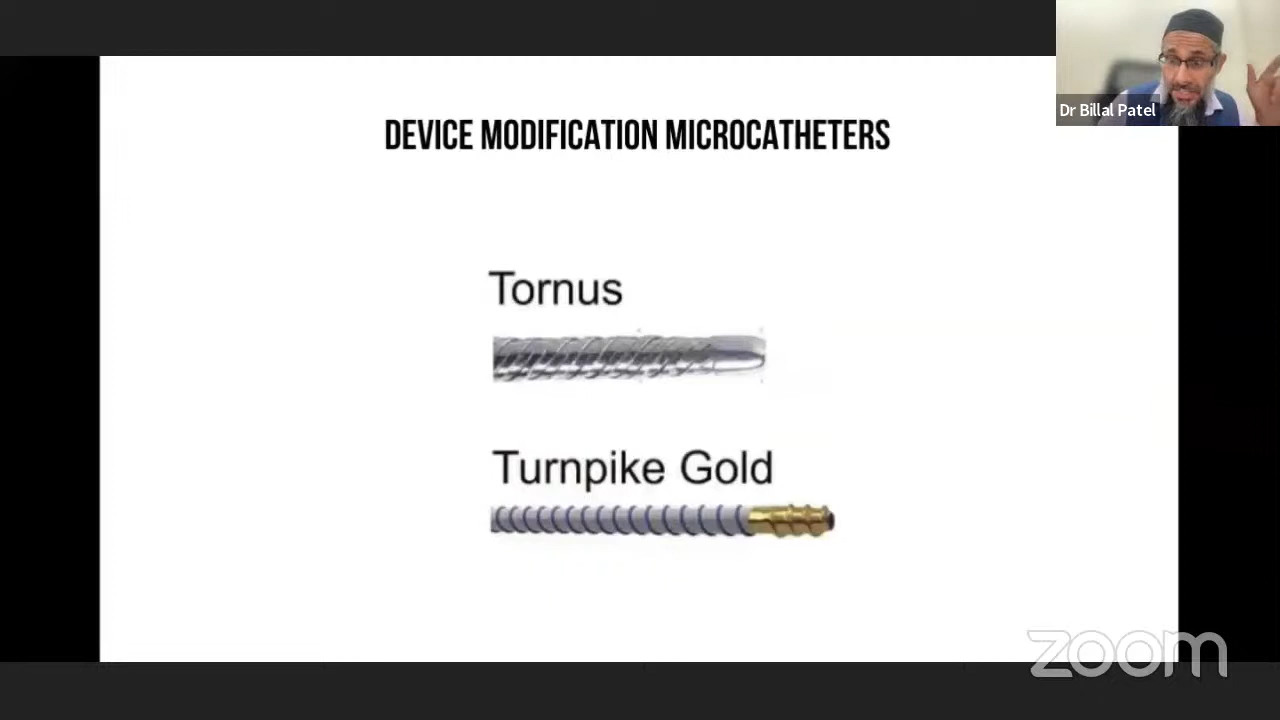 Dr Billal Patel
DEVICE MODIFICATION MICROCATHETERS
Tornus
Turnpike Gold
zoom